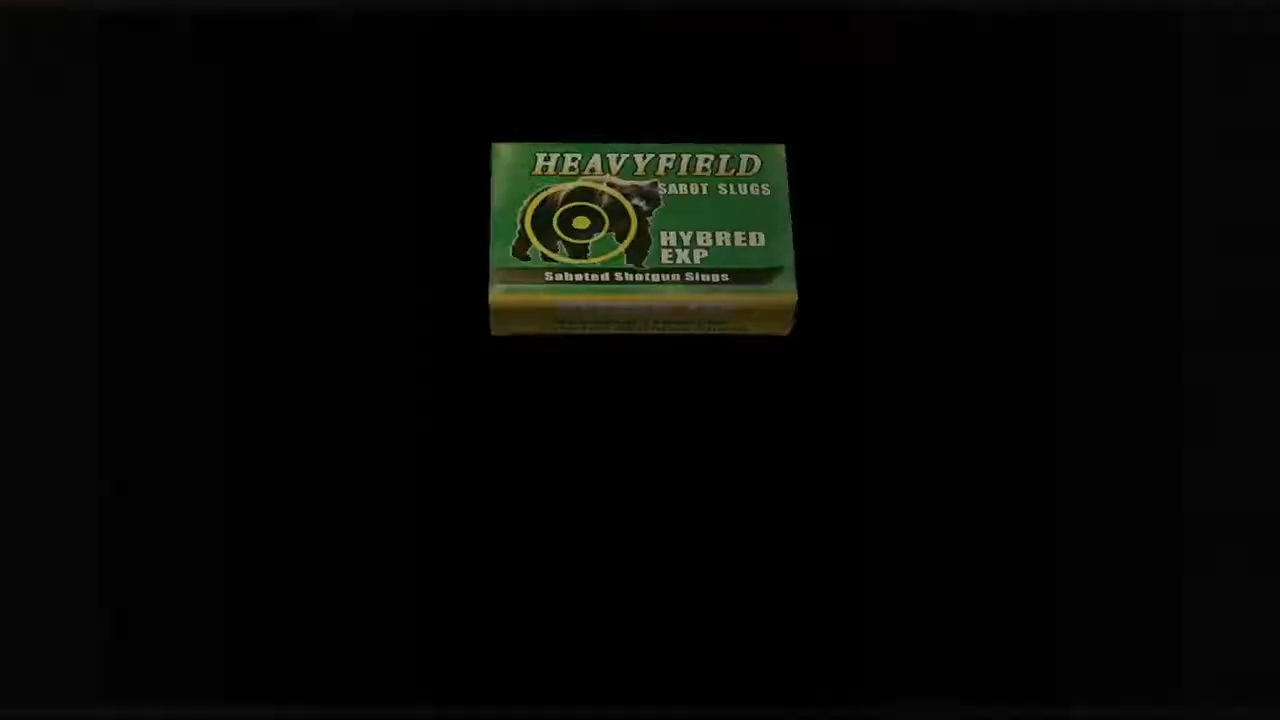 HEAVYFIELD
SABOT SLUGS
HYBRED
EXP
Saboted Shotgun Slugs